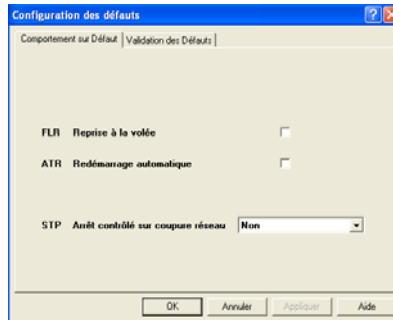 Configuration des défauts
Comportement sur Défaut
Validation des Défauts
FLR Reprise à la volée
ATR Redémarrage automatique
STP Arrêt contrôlé sur coupure réseau Non
OK Annuler Appliquer Aide